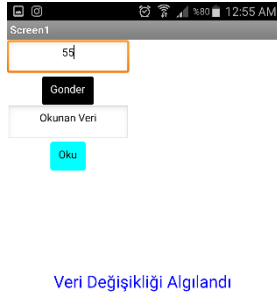 %80 12:55 AM
Screen1
55
Gonder
Okunan Veri
Oku
Veri Değişikliği Algılandı